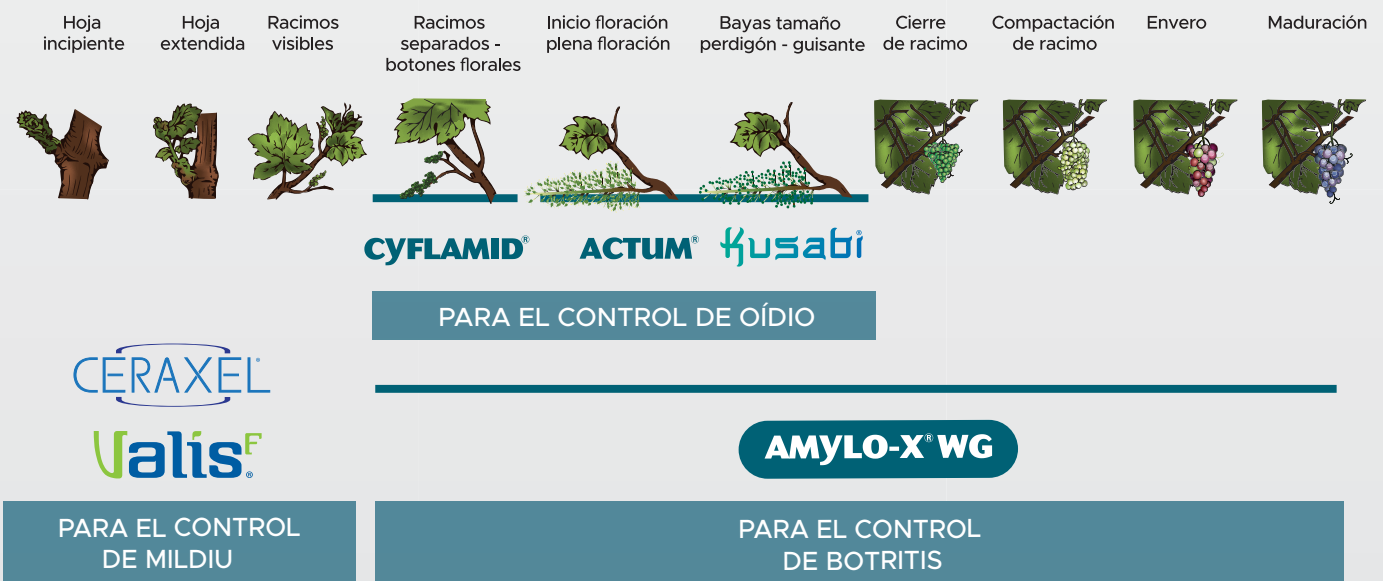 Hoja
incipiente
Hoja
extendida
Racimos
visibles
Racimos
separados -
botones florales
Inicio floración
plena floración
Bayas tamaño
perdigón - guisante
Cierre
de racimo
Compactación
de racimo
Envero
Maduración
CYFLAMID®
ACTUM®
Kusabi®
PARA EL CONTROL DE OÍDIO
CERAXEL®
Valis F®
AMYLO-X® WG
PARA EL CONTROL
DE MILDIU
PARA EL CONTROL
DE BOTRITIS